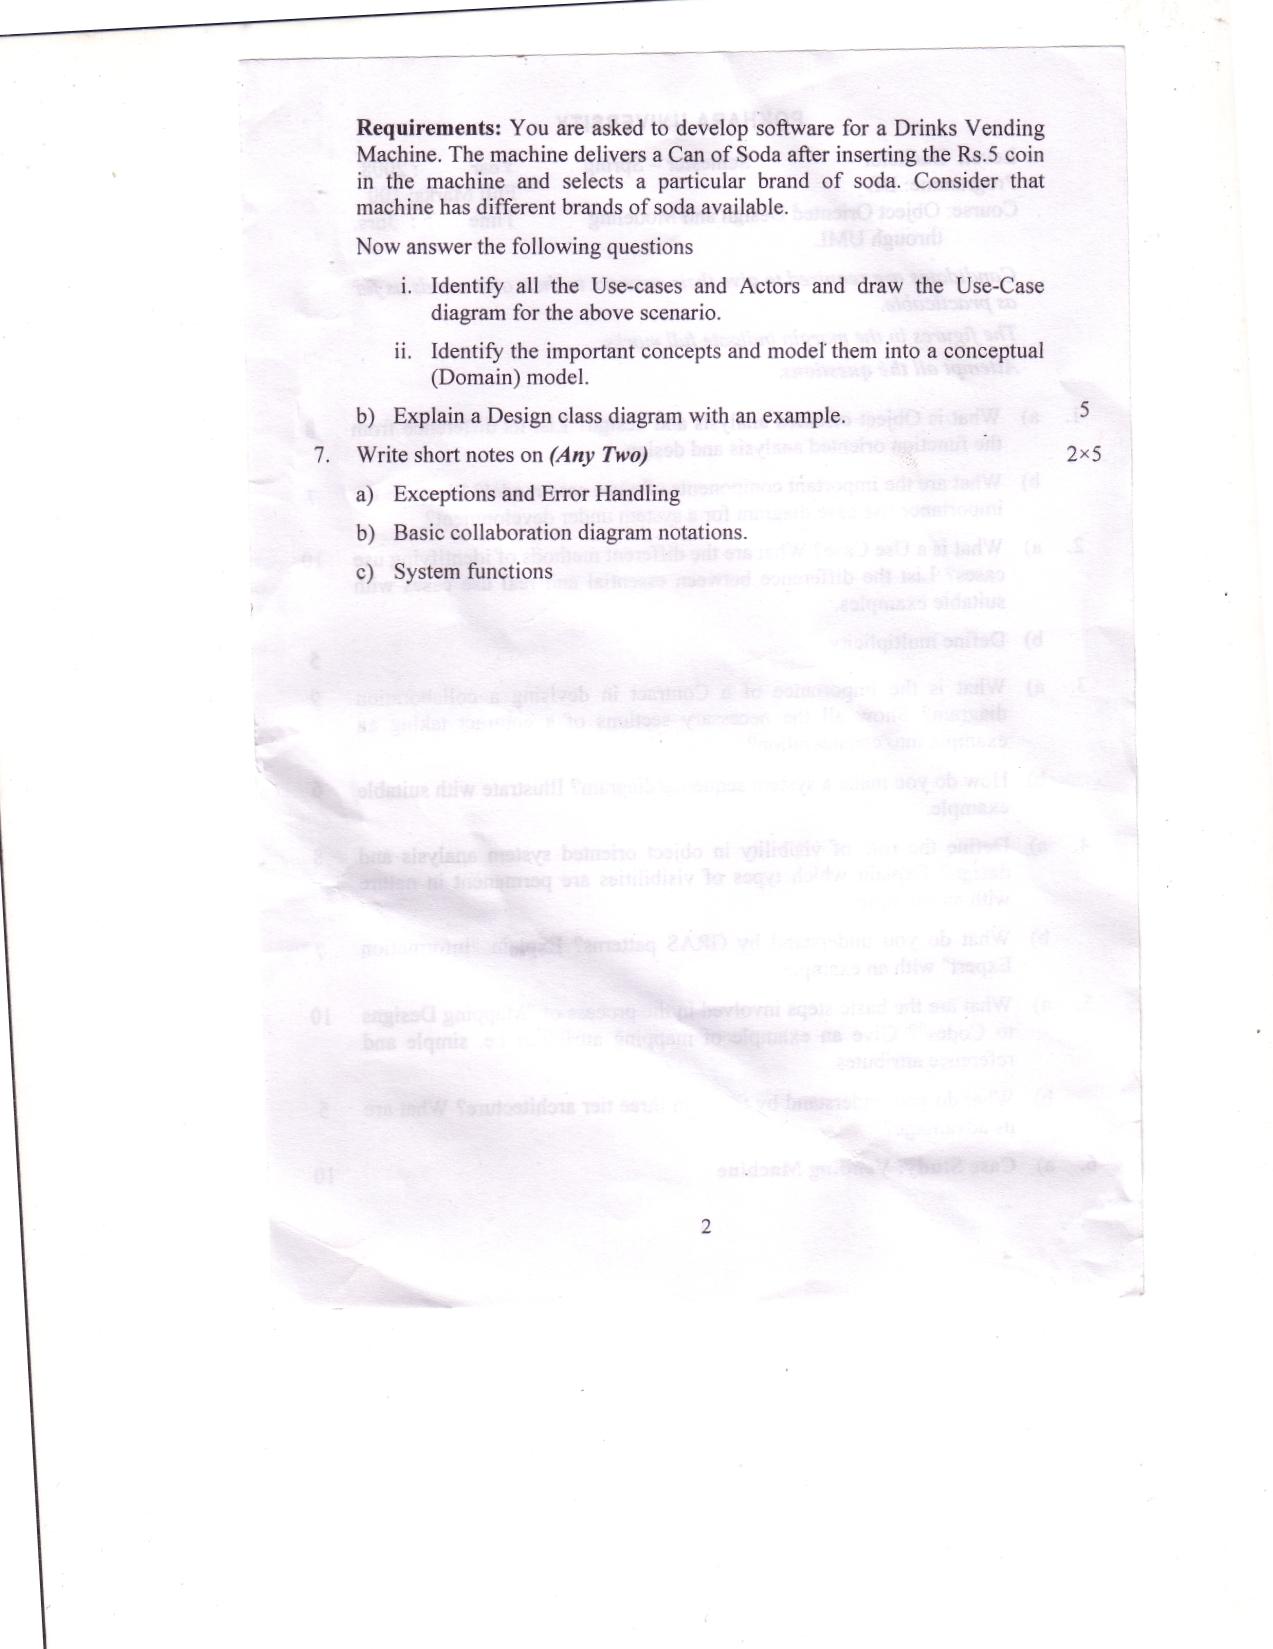 Requirements: You are asked to develop software for a Drinks Vending
Machine. The machine delivers a Can of Soda after inserting the Rs.5 coin
in the machine and selects a particular brand of soda. Consider that
machine has different brands of soda available.
Now answer the following questions
i. Identify all the Use-cases and Actors and draw the Use-Case
diagram for the above scenario.
ii. Identify the important concepts and model them into a conceptual
(Domain) model.
b) Explain a Design class diagram with an example. 5
7. Write short notes on (Any Two) 2×5
a) Exceptions and Error Handling
b) Basic collaboration diagram notations.
c) System functions
2